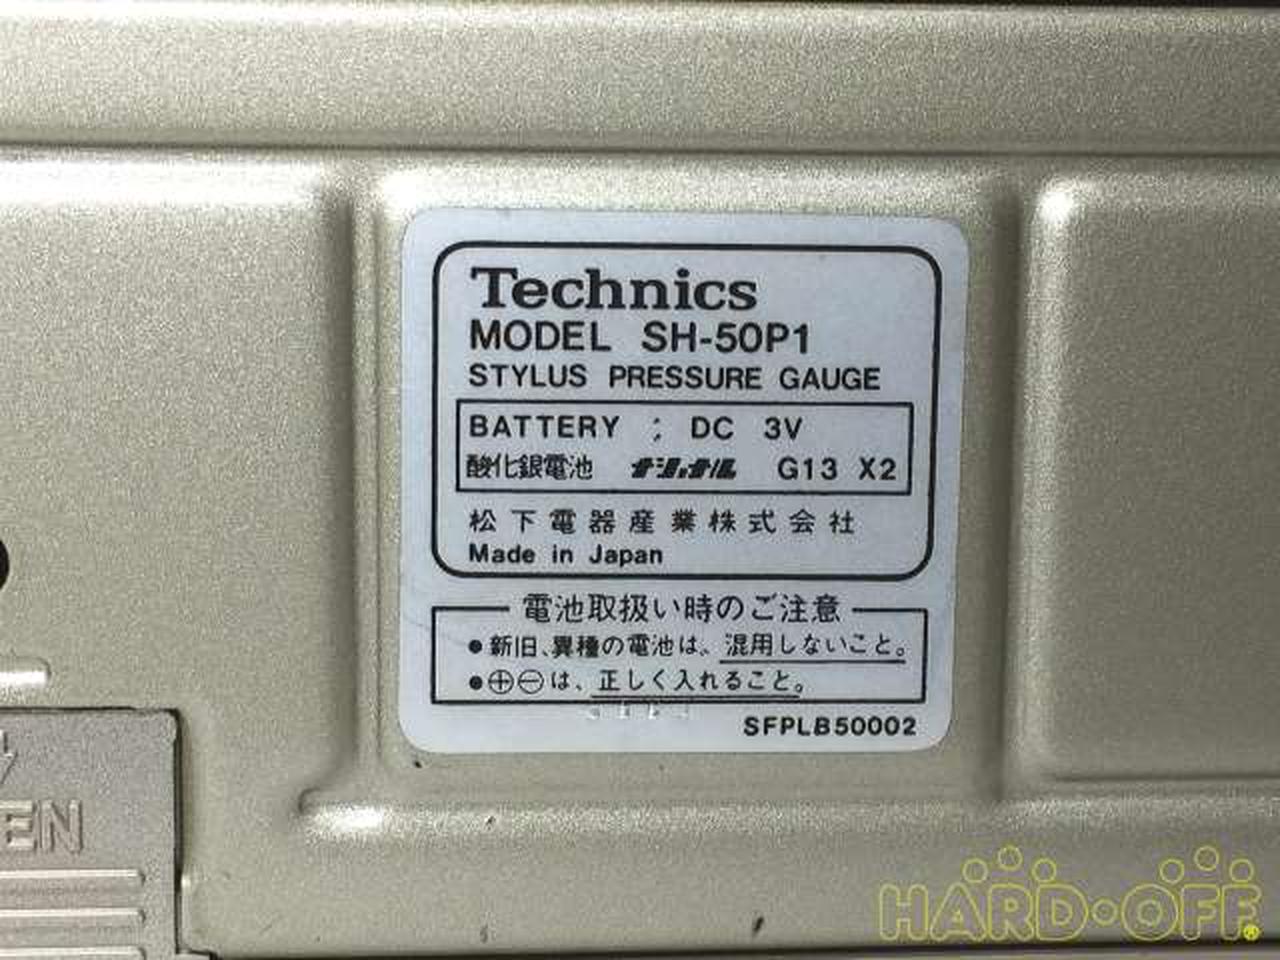 Technics
MODEL SH-50P1
STYLUS PRESSURE GAUGE
BATTERY : DC 3V
酸化銀電池 ナショナル G13 X2
松下電器産業株式会社
Made in Japan
電池取扱い時のご注意
●新旧、異種の電池は、混用しないこと。
●⊕⊖は、正しく入れること。
SFPLB50002
EN
HARD・OFF®